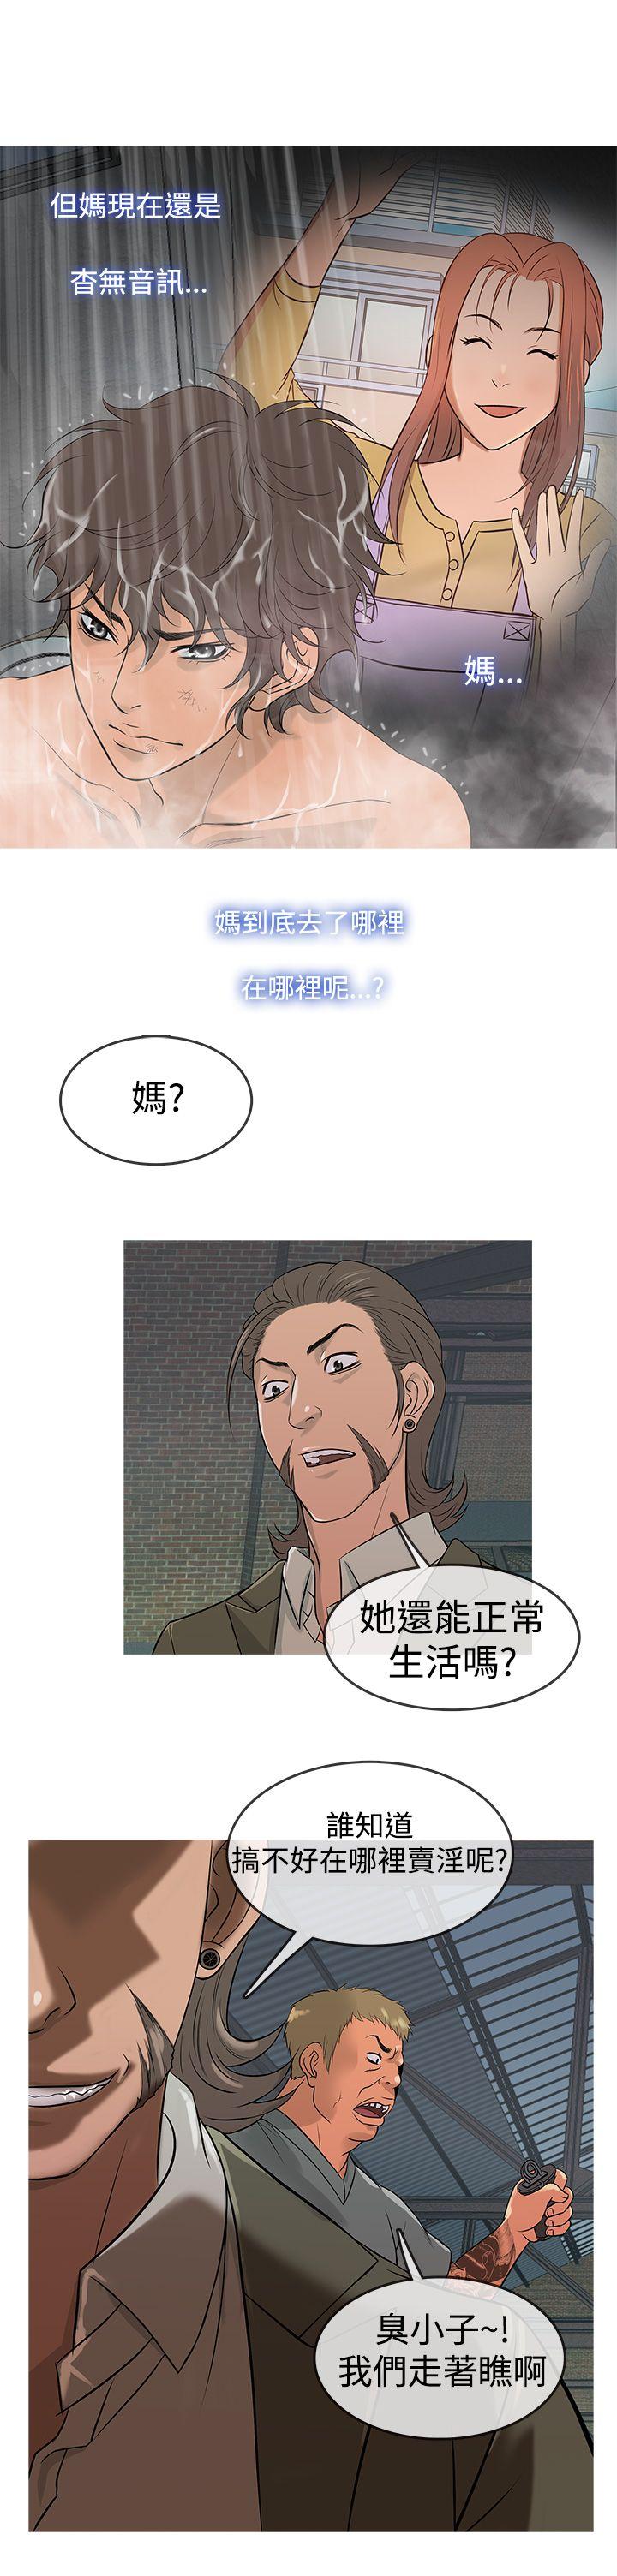 但媽現在還是
杳無音訊...
媽...
媽到底去了哪裡
在哪裡呢...?
媽?
她還能正常
生活嗎?
誰知道
搞不好在哪裡賣淫呢?
臭小子~!
我們走著瞧啊